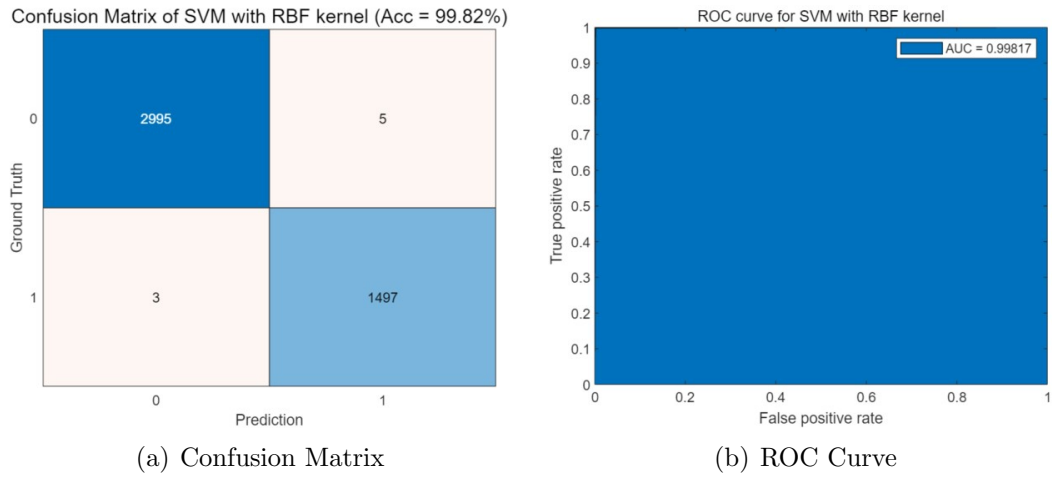 Confusion Matrix of SVM with RBF kernel (Acc = 99.82%)
Ground Truth
0
2995
5
1
3
1497
0
1
Prediction
(a) Confusion Matrix
ROC curve for SVM with RBF kernel
AUC = 0.99817
True positive rate
1
0.9
0.8
0.7
0.6
0.5
0.4
0.3
0.2
0.1
0
0
0.2
0.4
0.6
0.8
1
False positive rate
(b) ROC Curve